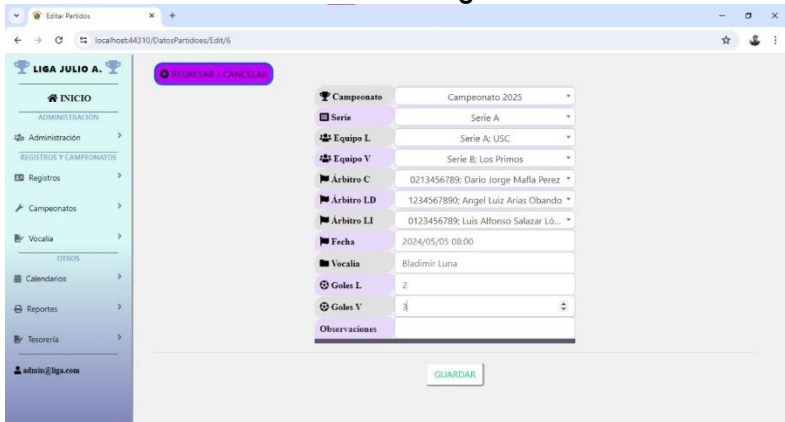 Editar Partidos
localhost:44310/DatosPartidoes/Edit/6
LIGA JULIO A.
INICIO
ADMINISTRACIÓN
Administración
REGISTROS Y CAMPEONATOS
Registros
Campeonatos
Vocalia
OTROS
Calendarios
Reportes
Tesorería
admin@liga.com
REGRESAR / CANCELAR
Campeonato Campeonato 2025
Serie Serie A
Equipo L Serie A; USC
Equipo V Serie B; Los Primos
Árbitro C 0213456789; Dario Jorge Mafla Perez
Árbitro LD 1234567890; Angel Luiz Arias Obando
Árbitro LI 0123456789; Luis Alfonso Salazar Ló...
Fecha 2024/05/05 08:00
Vocalía Bladimir Luna
Goles L 2
Goles V 3
Observaciones
GUARDAR